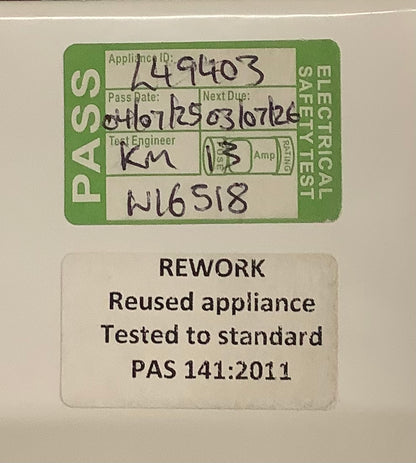 PASS
Appliance ID:
L49403
Pass Date:
Next Due:
04/07/25
03/07/26
Test Engineer
KM
FUSE
13
Amp
RATING
N16518
ELECTRICAL
SAFETY TEST
REWORK
Reused appliance
Tested to standard
PAS 141:2011